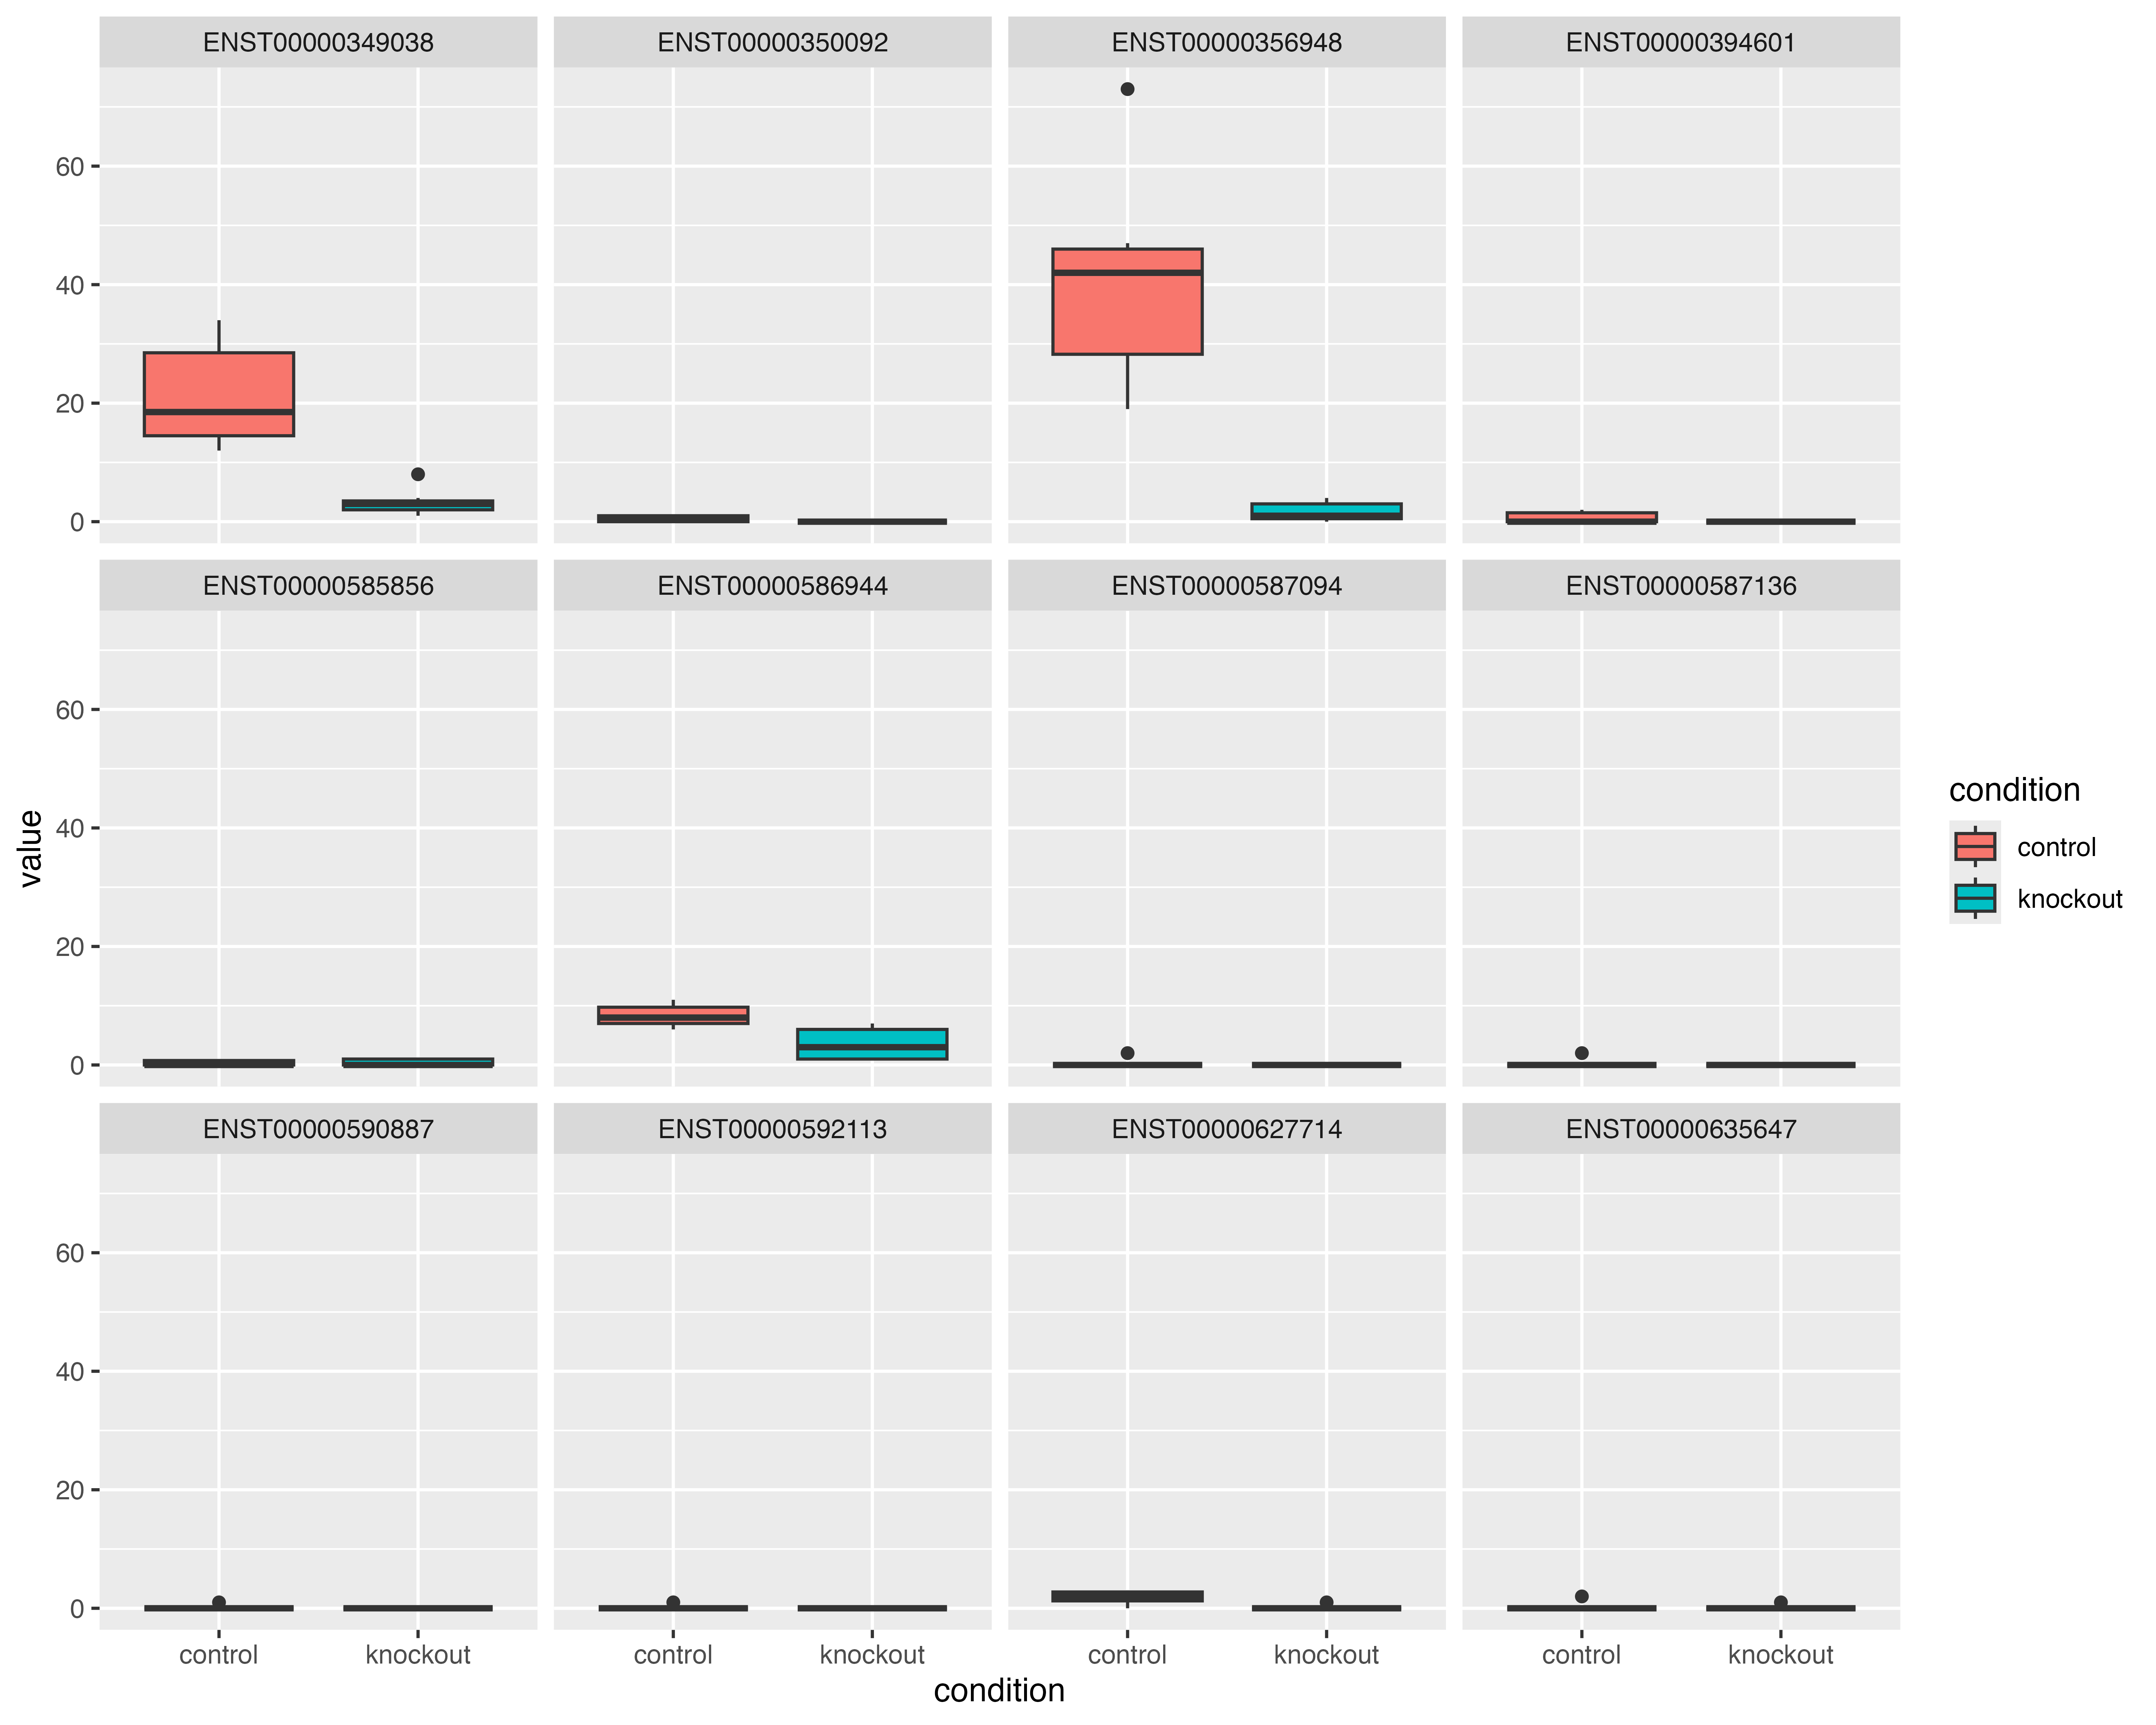 ENST00000349038
ENST00000350092
ENST00000356948
ENST00000394601
60
40
20
0
ENST00000585856
ENST00000586944
ENST00000587094
ENST00000587136
60
40
20
0
ENST00000590887
ENST00000592113
ENST00000627714
ENST00000635647
60
40
20
0
control
knockout
control
knockout
control
knockout
control
knockout
condition
value
condition
control
knockout